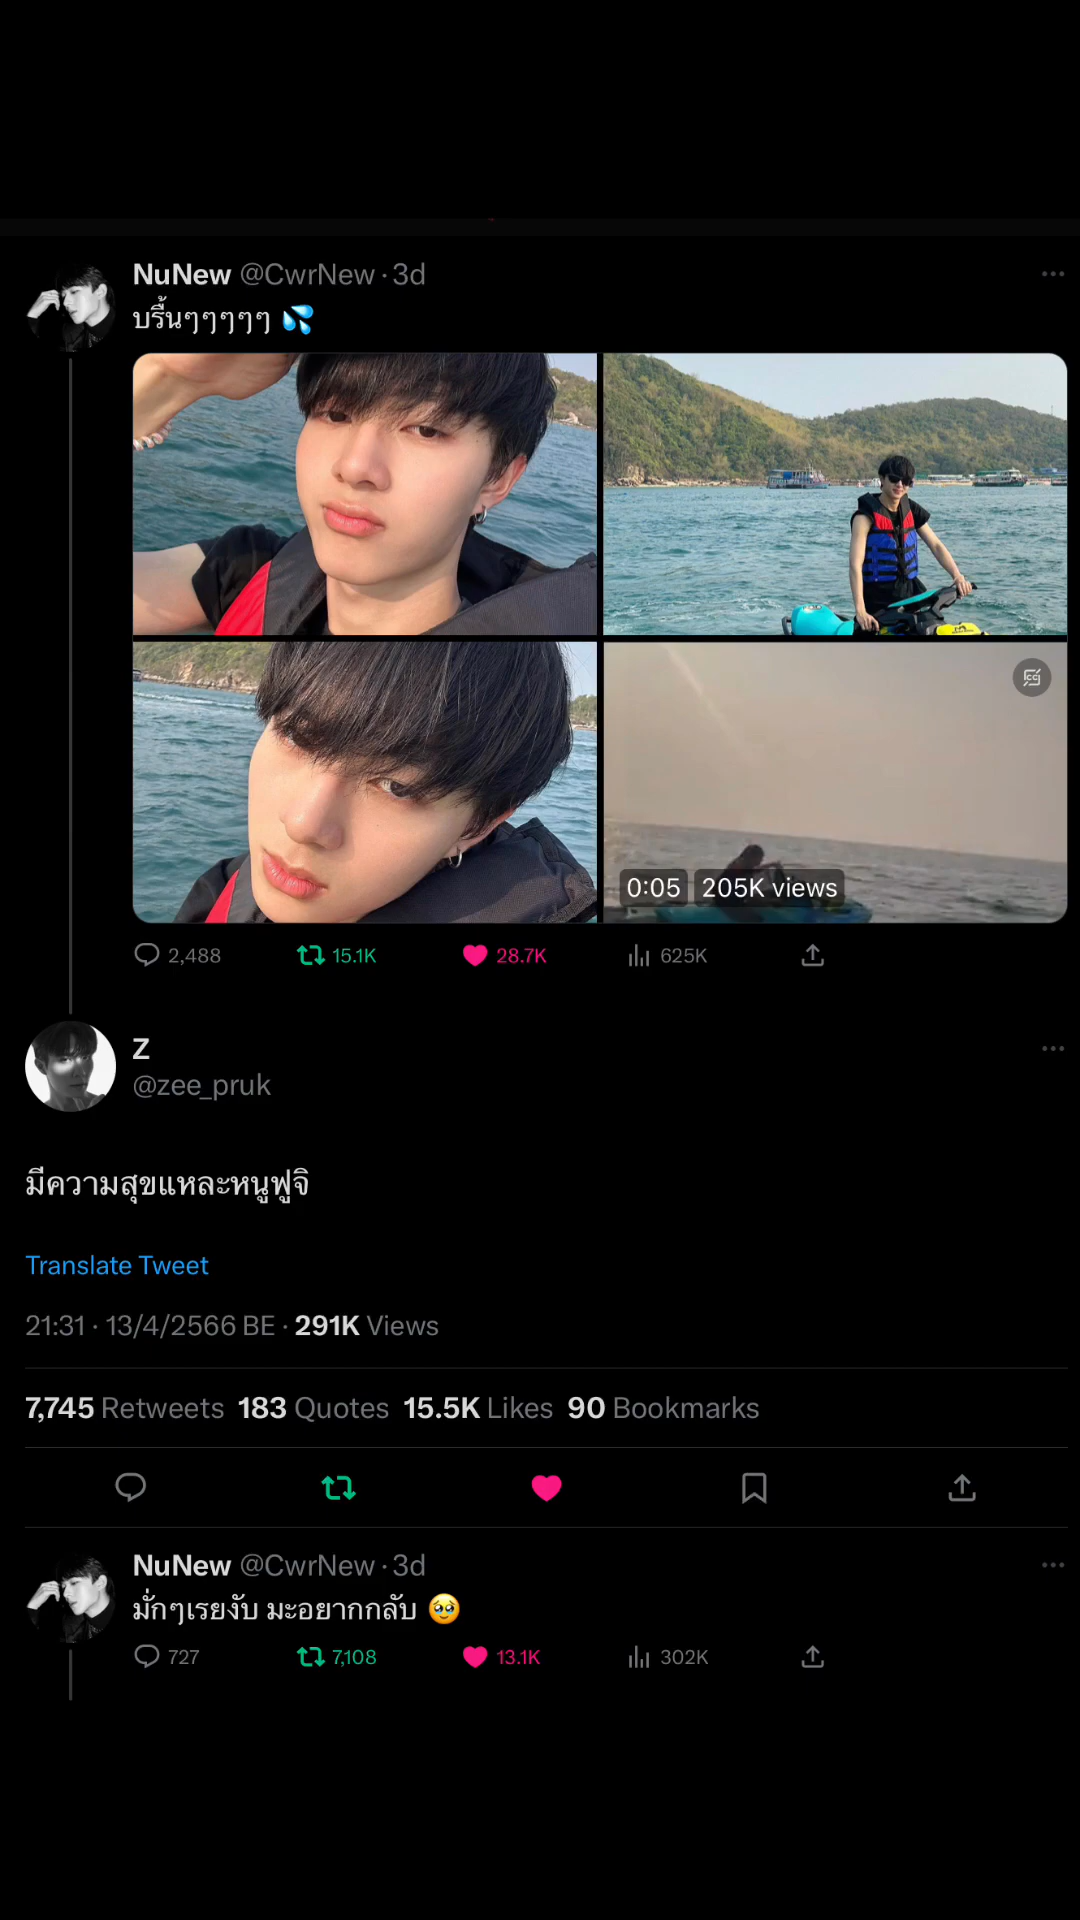 NuNew @CwrNew · 3d
บรื้นๆๆๆๆๆ 💦
0:05 205K views
2,488 15.1K 28.7K 625K
Z
@zee_pruk
มีความสุขแหละหนูฟูจิ
Translate Tweet
21:31 · 13/4/2566 BE · 291K Views
7,745 Retweets 183 Quotes 15.5K Likes 90 Bookmarks
NuNew @CwrNew · 3d
มั่กๆเรยงับ มะอยากกลับ 🥹
727 7,108 13.1K 302K